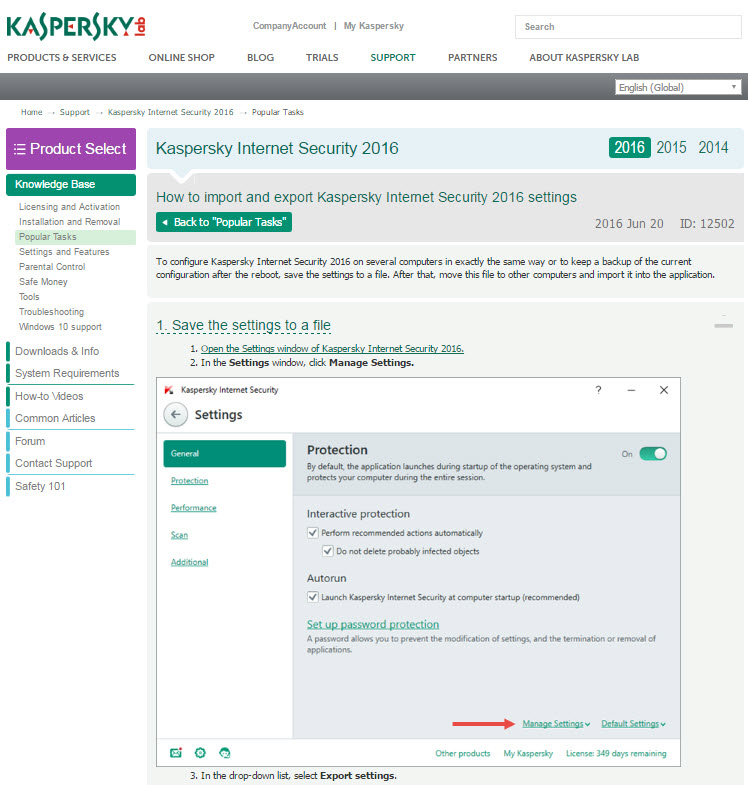 KASPERSKY lab
CompanyAccount | My Kaspersky
Search
PRODUCTS & SERVICES ONLINE SHOP BLOG TRIALS SUPPORT PARTNERS ABOUT KASPERSKY LAB
English (Global)
Home → Support → Kaspersky Internet Security 2016 → Popular Tasks
Product Select
Knowledge Base
Licensing and Activation
Installation and Removal
Popular Tasks
Settings and Features
Parental Control
Safe Money
Tools
Troubleshooting
Windows 10 support
Downloads & Info
System Requirements
How-to Videos
Common Articles
Forum
Contact Support
Safety 101
Kaspersky Internet Security 2016
2016 2015 2014
How to import and export Kaspersky Internet Security 2016 settings
Back to "Popular Tasks"
2016 Jun 20 ID: 12502
To configure Kaspersky Internet Security 2016 on several computers in exactly the same way or to keep a backup of the current
configuration after the reboot, save the settings to a file. After that, move this file to other computers and import it into the application.
1. Save the settings to a file
1. Open the Settings window of Kaspersky Internet Security 2016.
2. In the Settings window, click Manage Settings.
Kaspersky Internet Security
Settings
General
Protection
Performance
Scan
Additional
Protection
On
By default, the application launches during startup of the operating system and
protects your computer during the entire session.
Interactive protection
Perform recommended actions automatically
Do not delete probably infected objects
Autorun
Launch Kaspersky Internet Security at computer startup (recommended)
Set up password protection
A password allows you to prevent the modification of settings, and the termination or removal of
applications.
Manage Settings Default Settings
Other products My Kaspersky License: 349 days remaining
3. In the drop-down list, select Export settings.